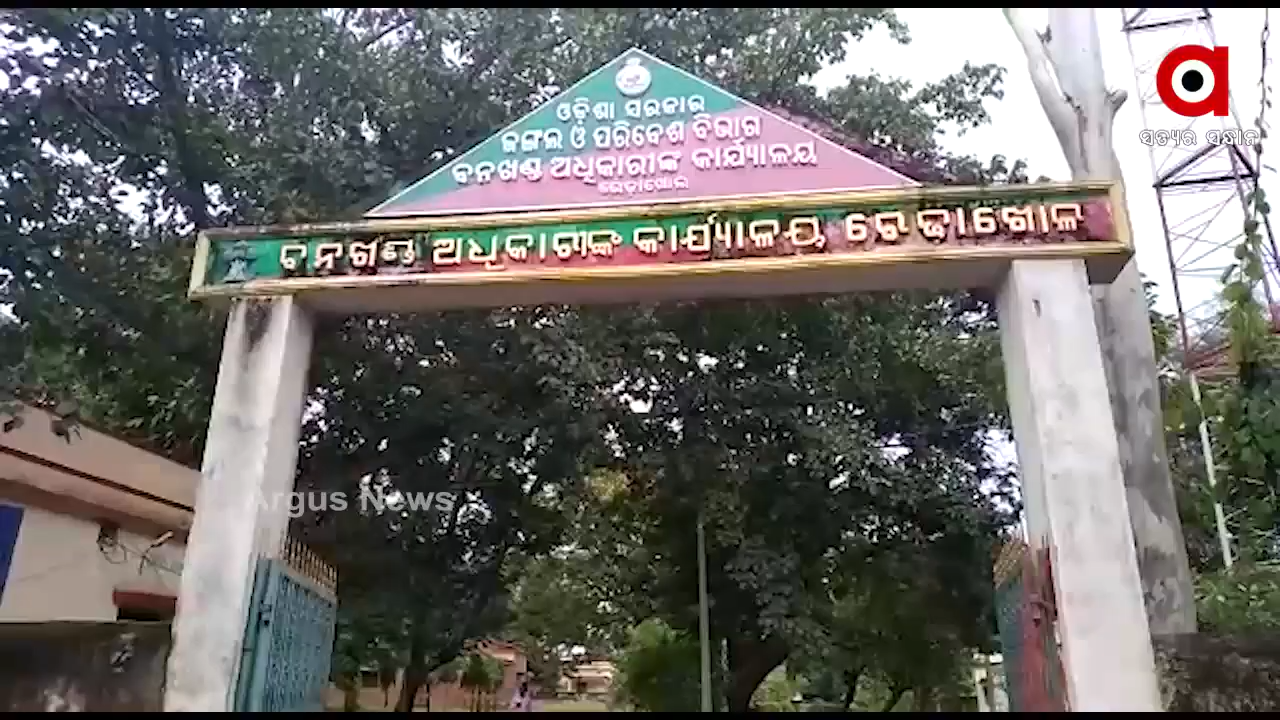 ଓଡ଼ିଶା ସରକାର
ଜଙ୍ଗଲ ଓ ପରିବେଶ ବିଭାଗ
ବନଖଣ୍ଡ ଅଧିକାରୀଙ୍କ କାର୍ଯ୍ୟାଳୟ
ରେଢ଼ାଖୋଲ
ବନଖଣ୍ଡ ଅଧିକାରୀଙ୍କ କାର୍ଯ୍ୟାଳୟ ରେଢାଖୋଳ
ସତ୍ୟର ସନ୍ଧାନ
Argus News